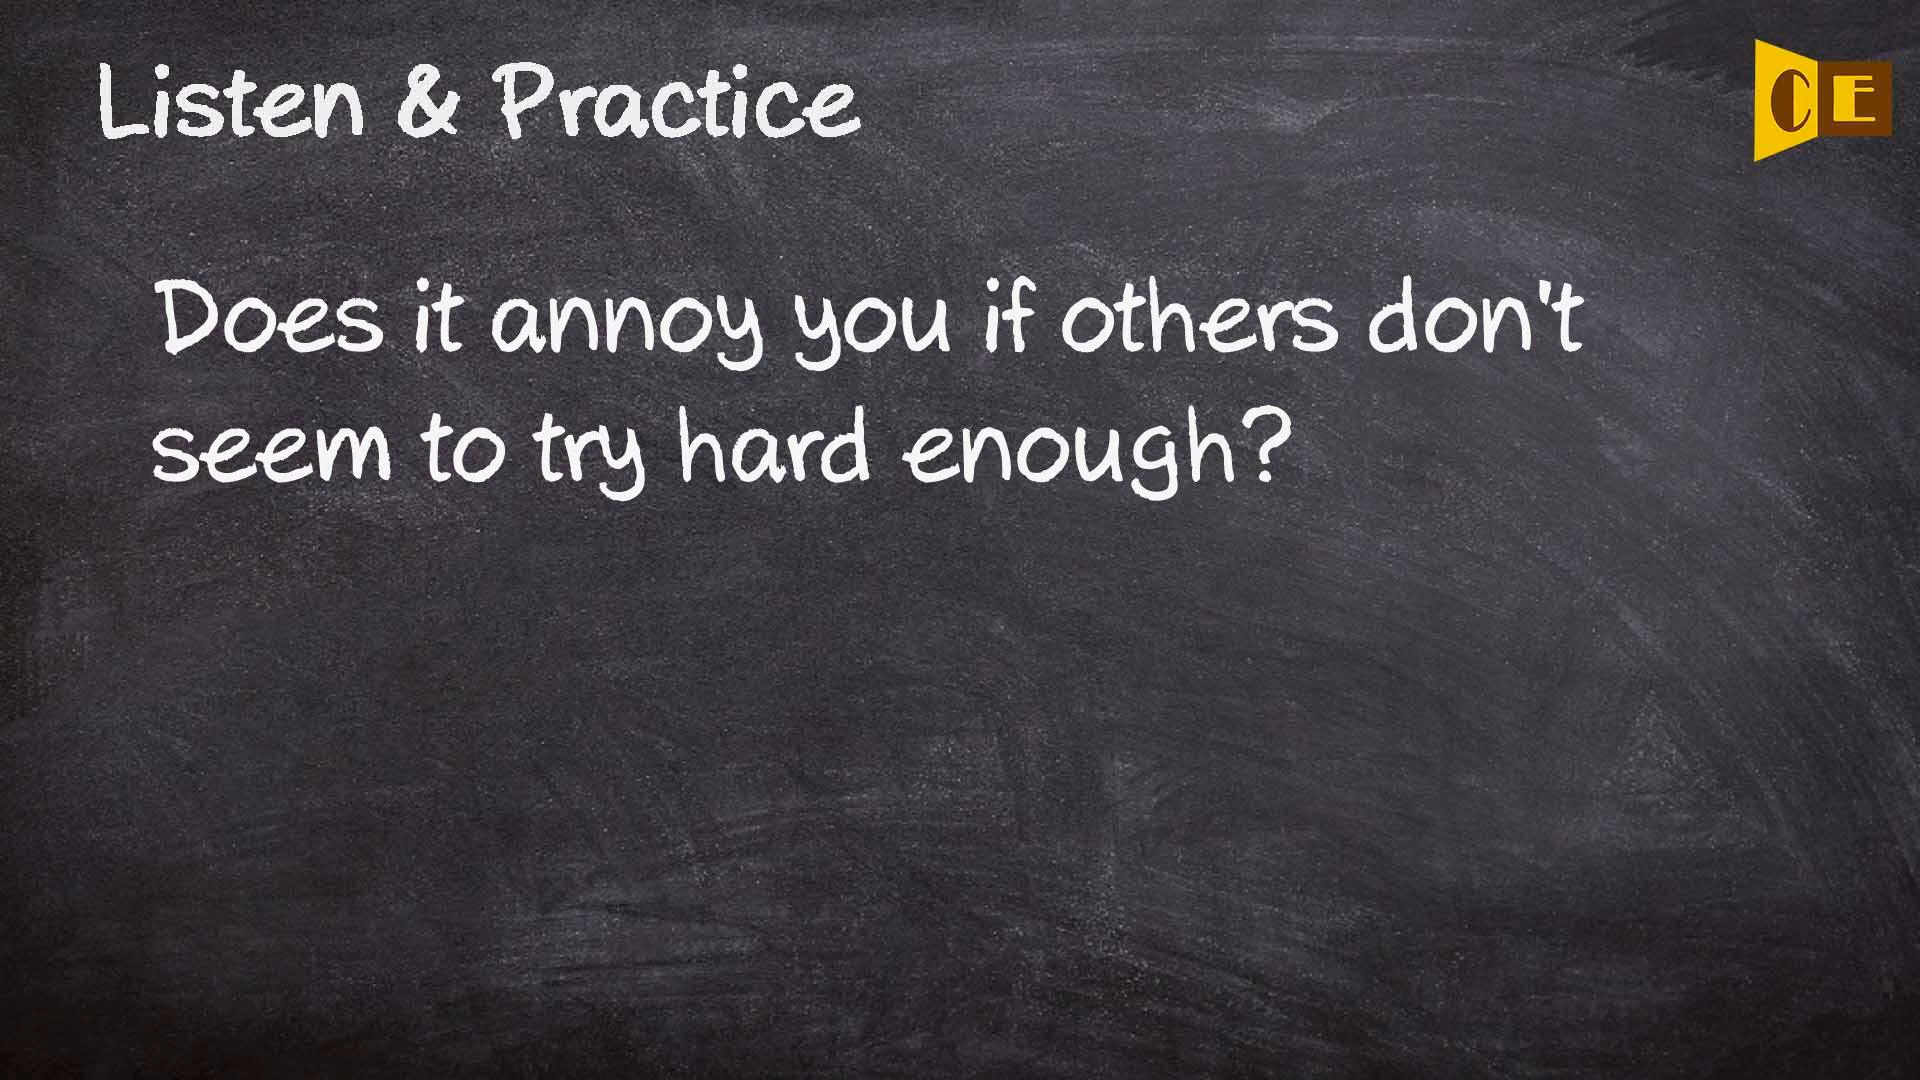 Listen & Practice
CE
Does it annoy you if others don't
seem to try hard enough?